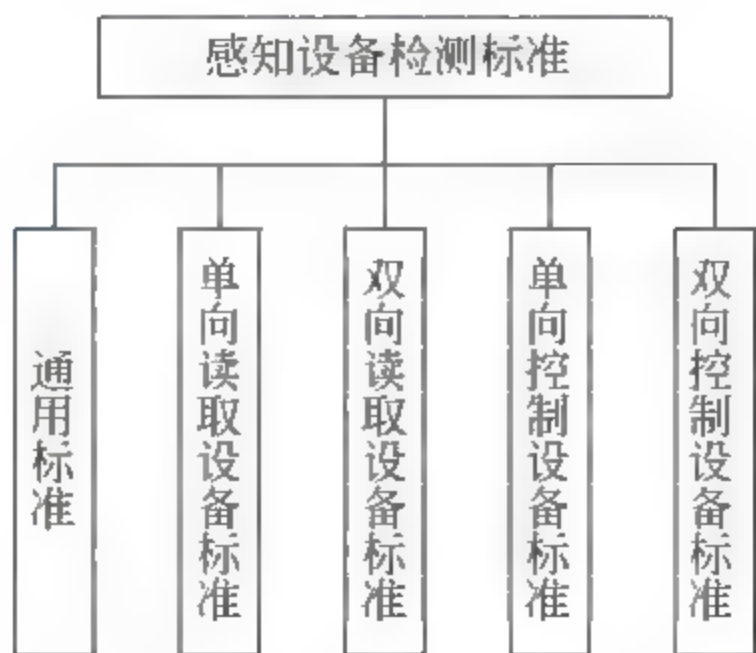 感知设备检测标准
通用标准
单向读取设备标准
双向读取设备标准
单向控制设备标准
双向控制设备标准